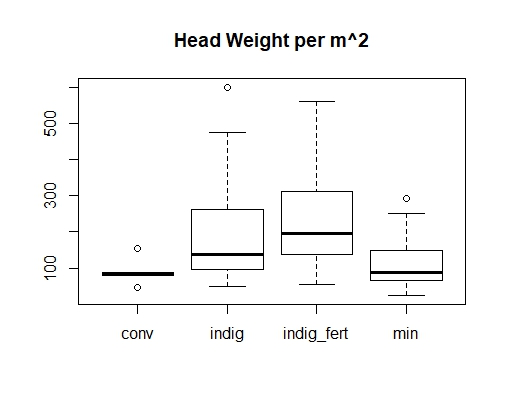 Head Weight per m^2
500
300
100
conv indig indig_fert min